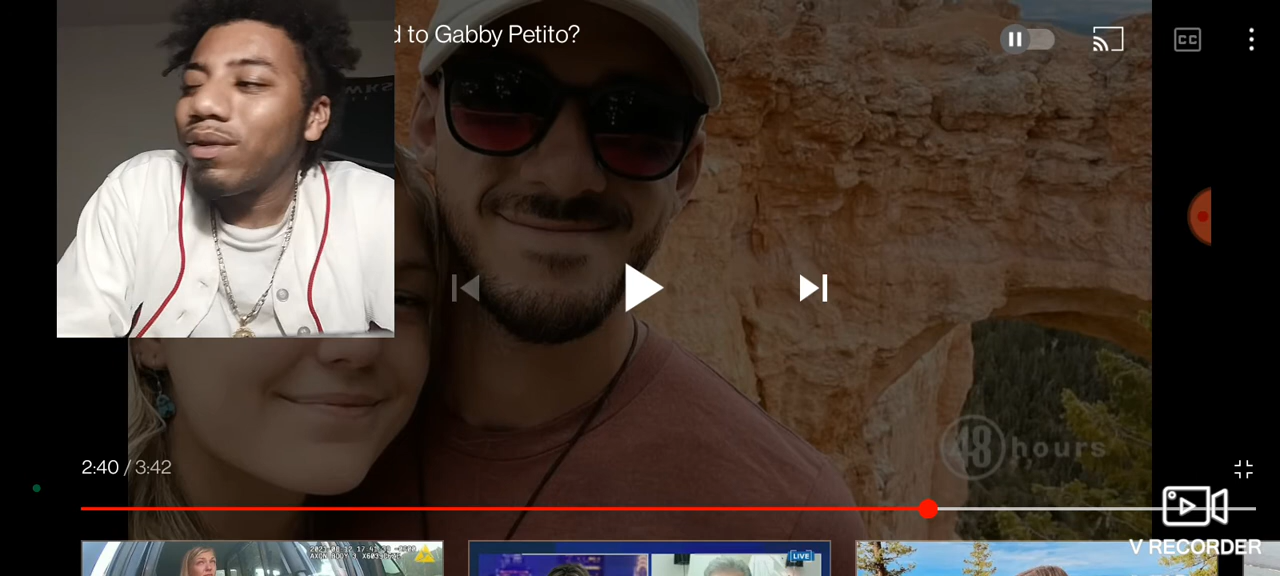 d to Gabby Petito?
CC
48 hours
2:40 / 3:42
V RECORDER
LIVE